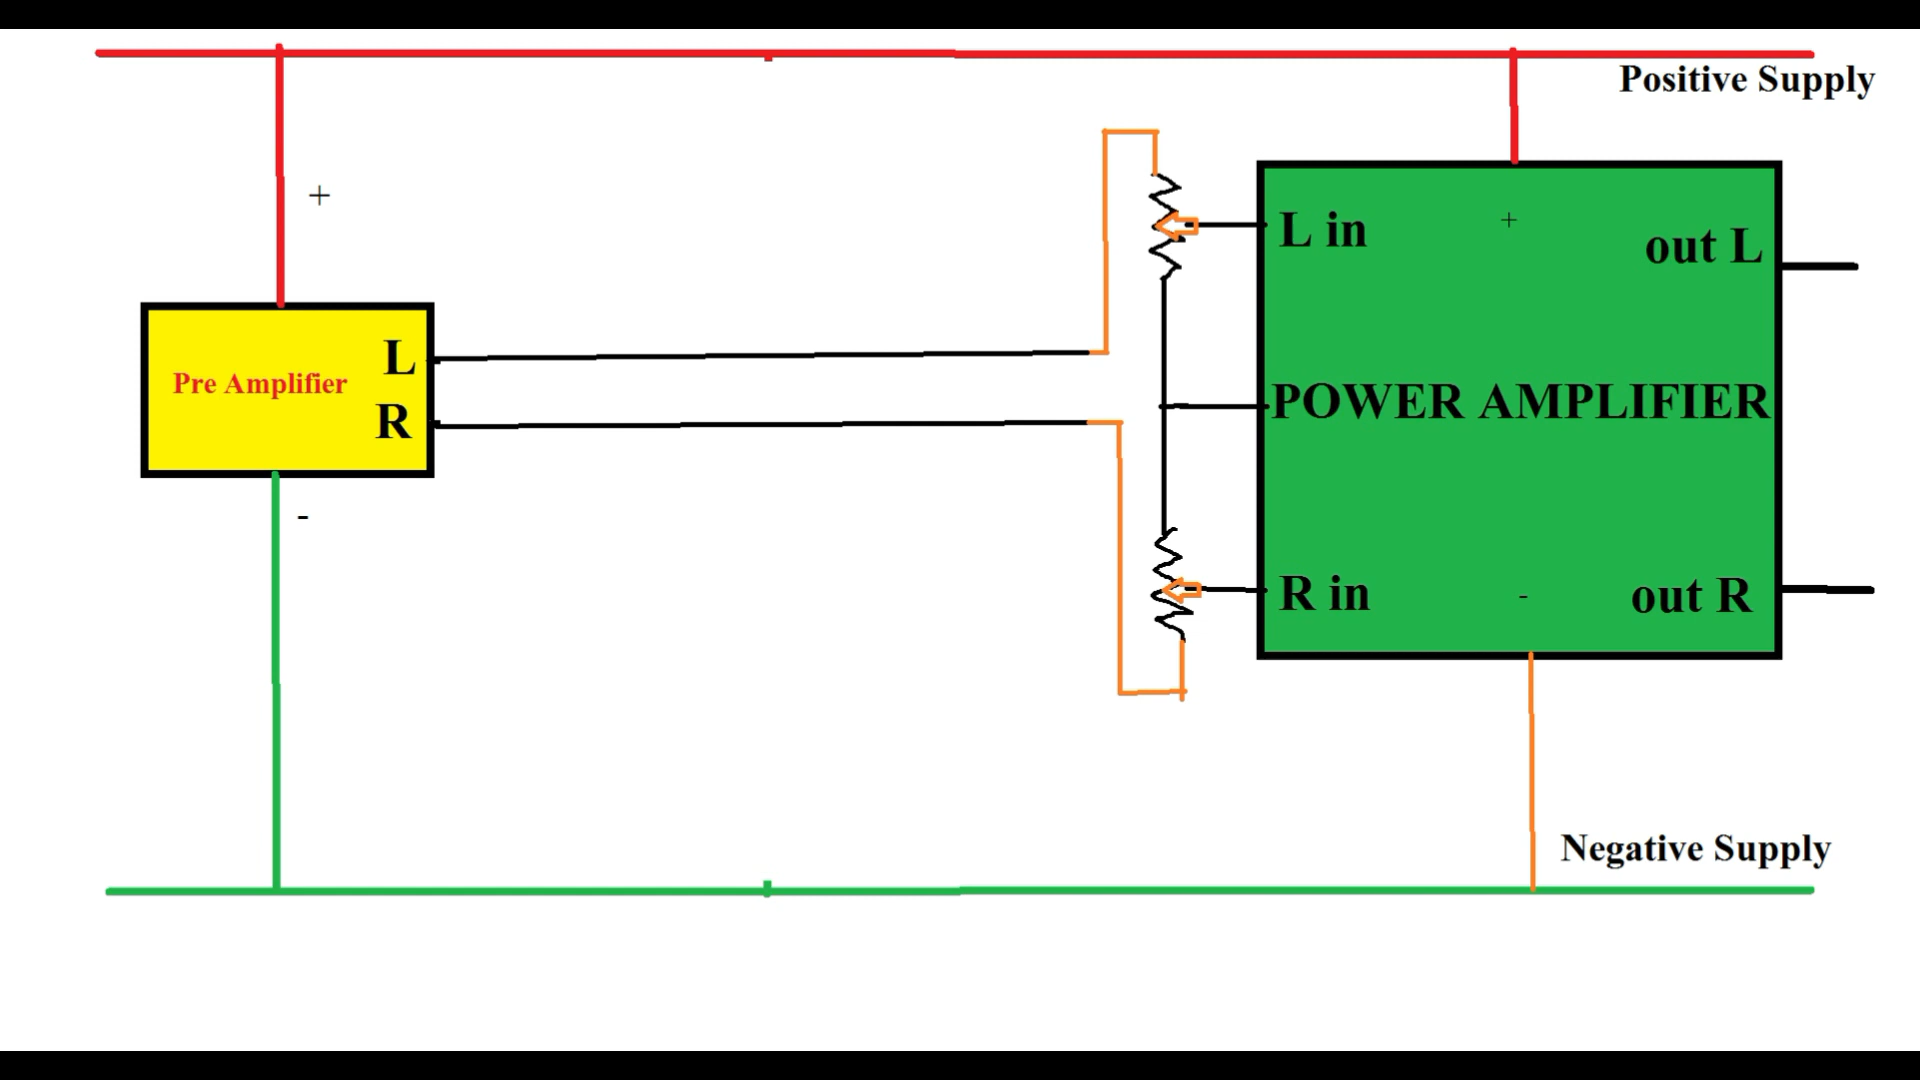 Positive Supply
+
L in
+
out L
L
Pre Amplifier
R
POWER AMPLIFIER
-
R in
-
out R
Negative Supply